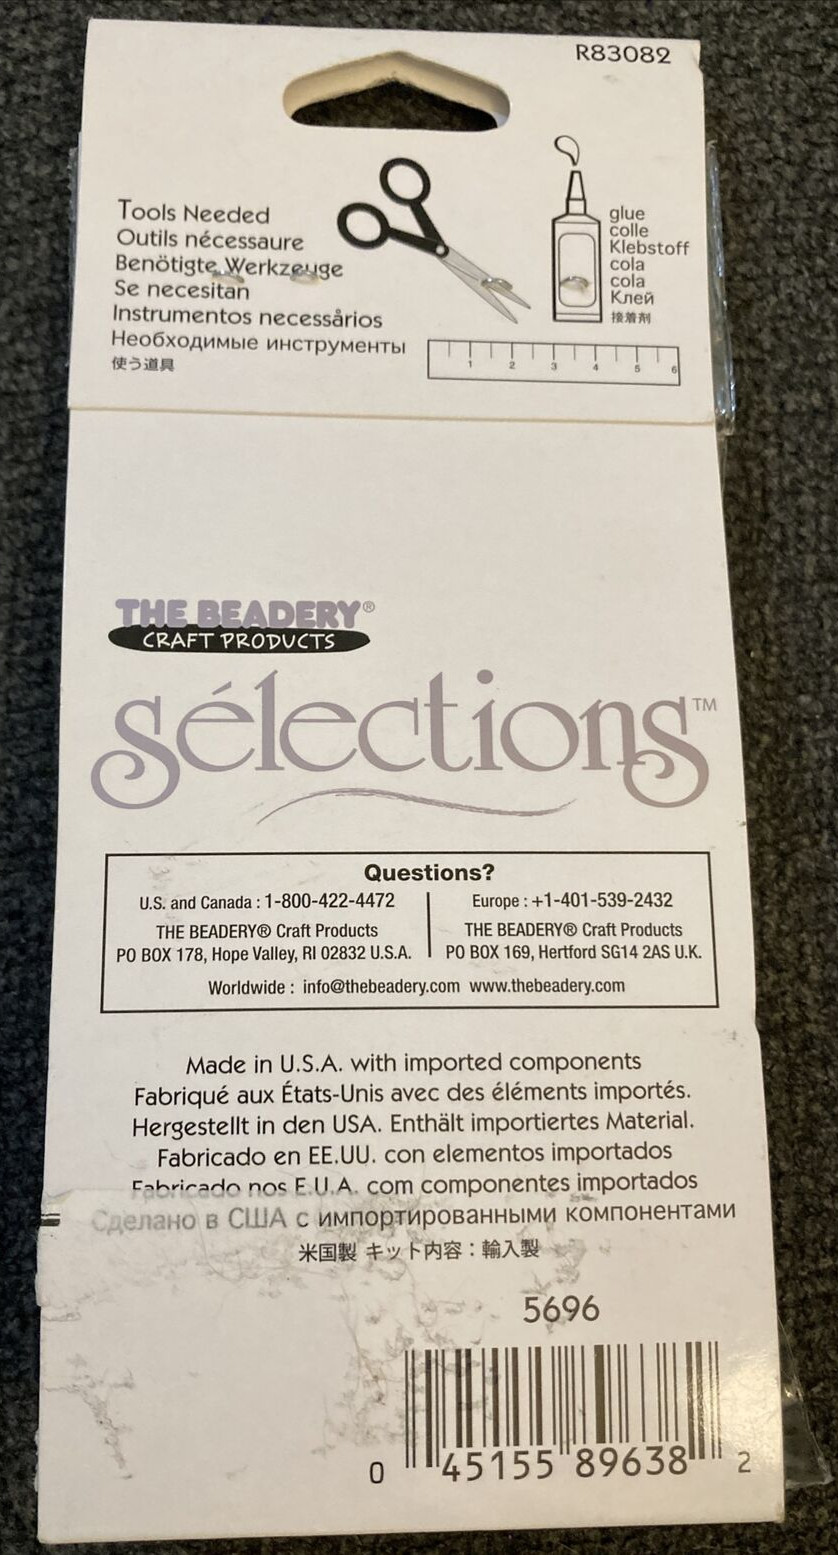 R83082
Tools Needed
Outils nécessaure
Benötigte Werkzeuge
Se necesitan
Instrumentos necessårios
Необходимые инструменты
使う道具
glue
colle
Klebstoff
cola
cola
Клей
接着剤
1 2 3 4 5 6
THE BEADERY®
CRAFT PRODUCTS
sélections™
Questions?
U.S. and Canada : 1-800-422-4472
THE BEADERY® Craft Products
PO BOX 178, Hope Valley, RI 02832 U.S.A.
Europe : +1-401-539-2432
THE BEADERY® Craft Products
PO BOX 169, Hertford SG14 2AS U.K.
Worldwide : info@thebeadery.com www.thebeadery.com
Made in U.S.A. with imported components
Fabriqué aux États-Unis avec des éléments importés.
Hergestellt in den USA. Enthält importiertes Material.
Fabricado en EE.UU. con elementos importados
Fabricado nos E.U.A. com componentes importados
Сделано в США с импортированными компонентами
米国製 キット内容：輸入製
5696
0 45155 89638 2